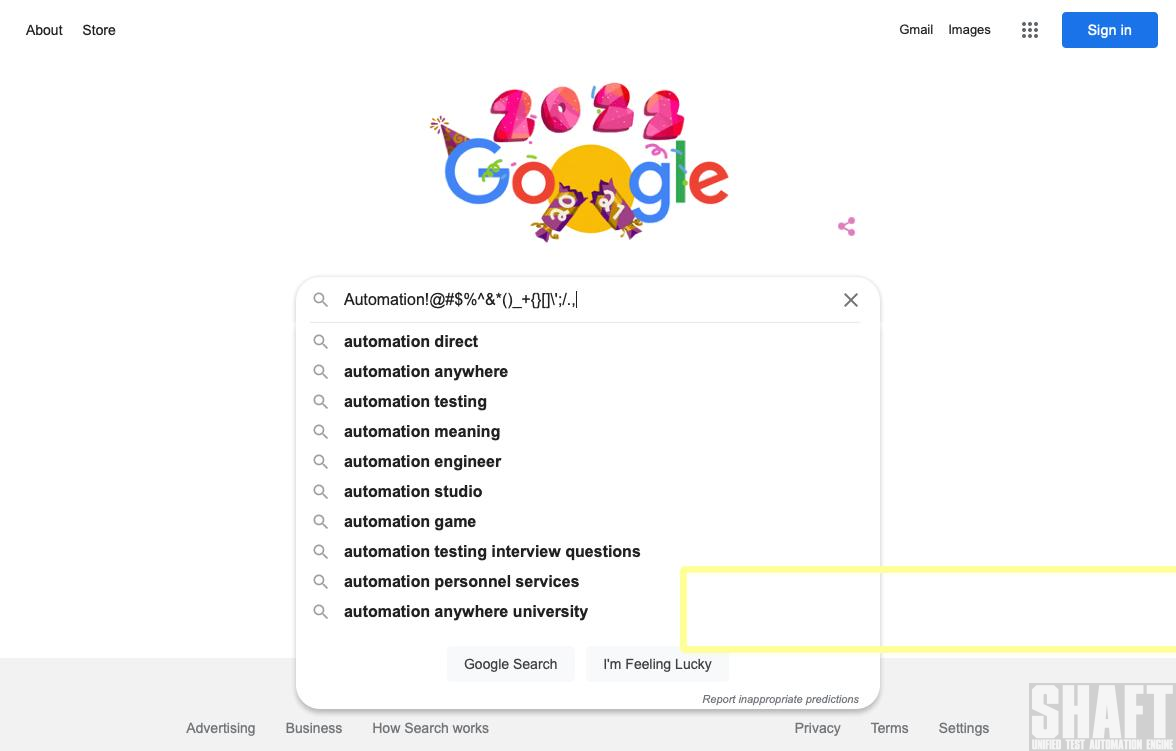 About Store Gmail Images Sign in
2022
Google
2021
Automation!@#$%^&*()_+{}[]\';/.,
automation direct
automation anywhere
automation testing
automation meaning
automation engineer
automation studio
automation game
automation testing interview questions
automation personnel services
automation anywhere university
Google Search I'm Feeling Lucky
Report inappropriate predictions
Advertising Business How Search works Privacy Terms Settings
SHAFT
UNIFIED TEST AUTOMATION ENGINE